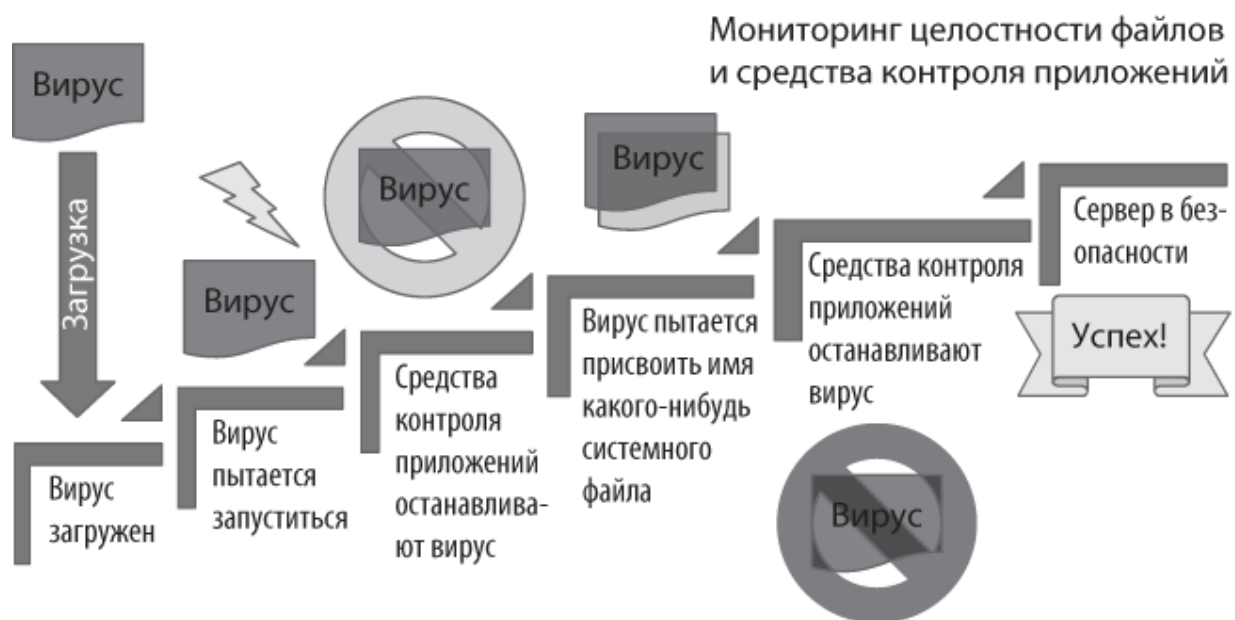 Мониторинг целостности файлов
и средства контроля приложений
Вирус
Загрузка
Вирус
загружен
Вирус
Вирус
пытается
запуститься
Вирус
Средства
контроля
приложений
останавлива-
ют вирус
Вирус
Вирус пытается
присвоить имя
какого-нибудь
системного
файла
Средства контроля
приложений
останавливают
вирус
Вирус
Сервер в без-
опасности
Успех!